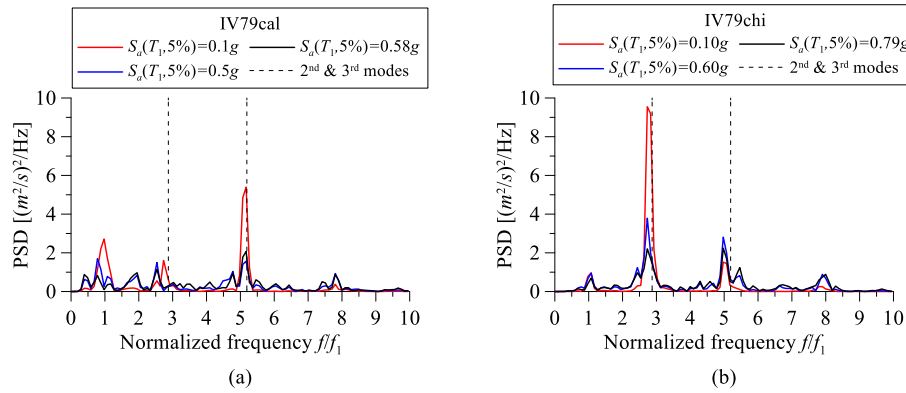 IV79cal
Sₐ(T₁,5%)=0.1g Sₐ(T₁,5%)=0.58g
Sₐ(T₁,5%)=0.5g 2ⁿᵈ & 3ʳᵈ modes
10
8
6
4
2
0
PSD [(m²/s)²/Hz]
0 1 2 3 4 5 6 7 8 9 10
Normalized frequency f/f₁
(a)
IV79chi
Sₐ(T₁,5%)=0.10g Sₐ(T₁,5%)=0.79g
Sₐ(T₁,5%)=0.60g 2ⁿᵈ & 3ʳᵈ modes
10
8
6
4
2
0
PSD [(m²/s)²/Hz]
0 1 2 3 4 5 6 7 8 9 10
Normalized frequency f/f₁
(b)